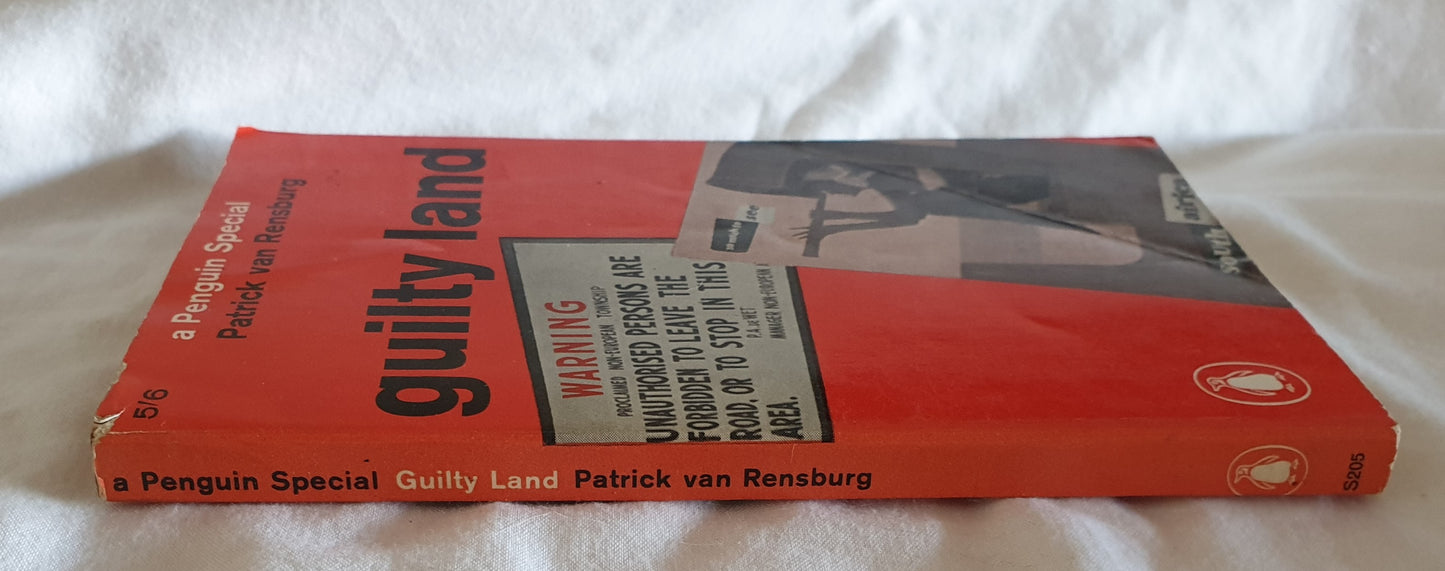 a Penguin Special
Patrick van Rensburg
5/6
guilty land
WARNING
PROCLAIMED NON-EUROPEAN TOWNSHIP
UNAUTHORISED PERSONS ARE
FORBIDDEN TO LEAVE THE
ROAD, OR TO STOP IN THIS
AREA.
MANAGER NON-EUROPEAN A
see
south africa
a Penguin Special Guilty Land Patrick van Rensburg
S205